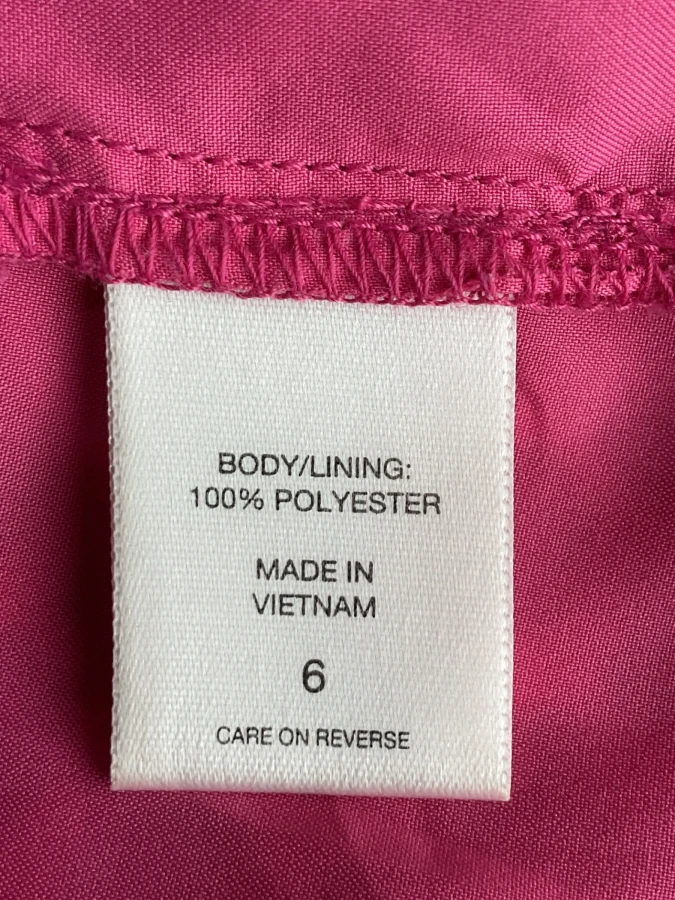 BODY/LINING:
100% POLYESTER
MADE IN
VIETNAM
6
CARE ON REVERSE